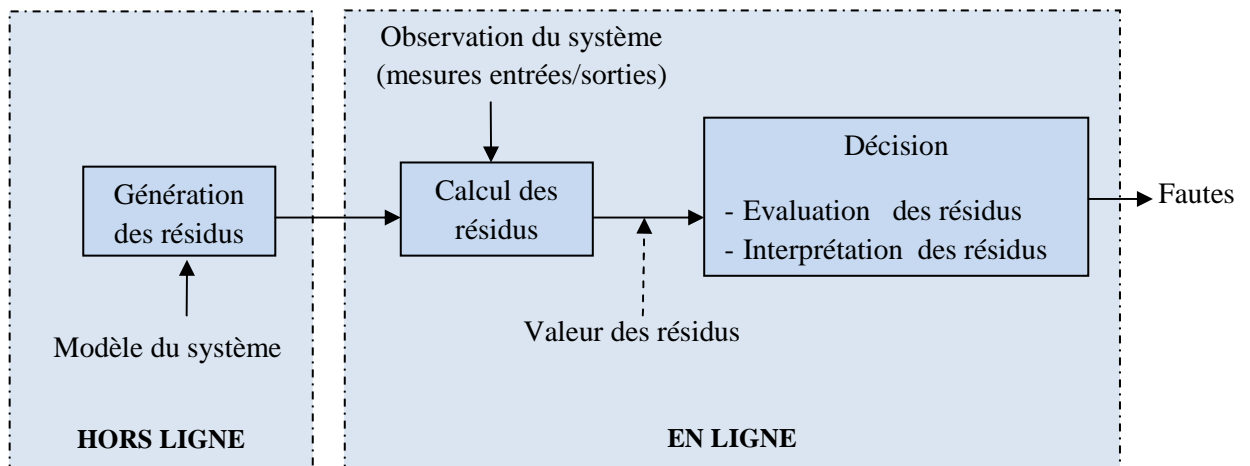 Observation du système
(mesures entrées/sorties)
Génération
des résidus
Calcul des
résidus
Décision
- Evaluation des résidus
- Interprétation des résidus
Fautes
Modèle du système
Valeur des résidus
HORS LIGNE
EN LIGNE